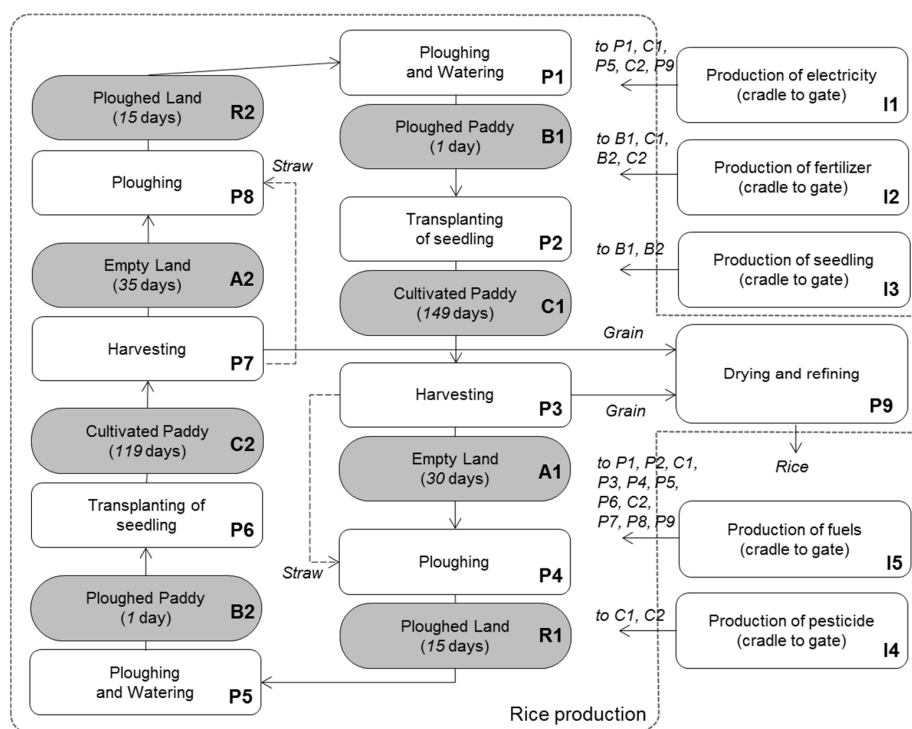 Ploughing
and Watering
P1
Ploughed Paddy
(1 day)
B1
Transplanting
of seedling
P2
Cultivated Paddy
(149 days)
C1
Harvesting
P3
Empty Land
(30 days)
A1
Ploughing
P4
Ploughed Land
(15 days)
R1
Ploughing
and Watering
P5
Ploughed Paddy
(1 day)
B2
Transplanting of
seedling
P6
Cultivated Paddy
(119 days)
C2
Harvesting
P7
Empty Land
(35 days)
A2
Ploughing
P8
Ploughed Land
(15 days)
R2
Straw
Straw
Grain
Grain
Drying and refining
P9
Rice
to P1, C1,
P5, C2, P9
Production of electricity
(cradle to gate)
I1
to B1, C1,
B2, C2
Production of fertilizer
(cradle to gate)
I2
to B1, B2
Production of seedling
(cradle to gate)
I3
to P1, P2, C1,
P3, P4, P5,
P6, C2,
P7, P8, P9
Production of fuels
(cradle to gate)
I5
to C1, C2
Production of pesticide
(cradle to gate)
I4
Rice production